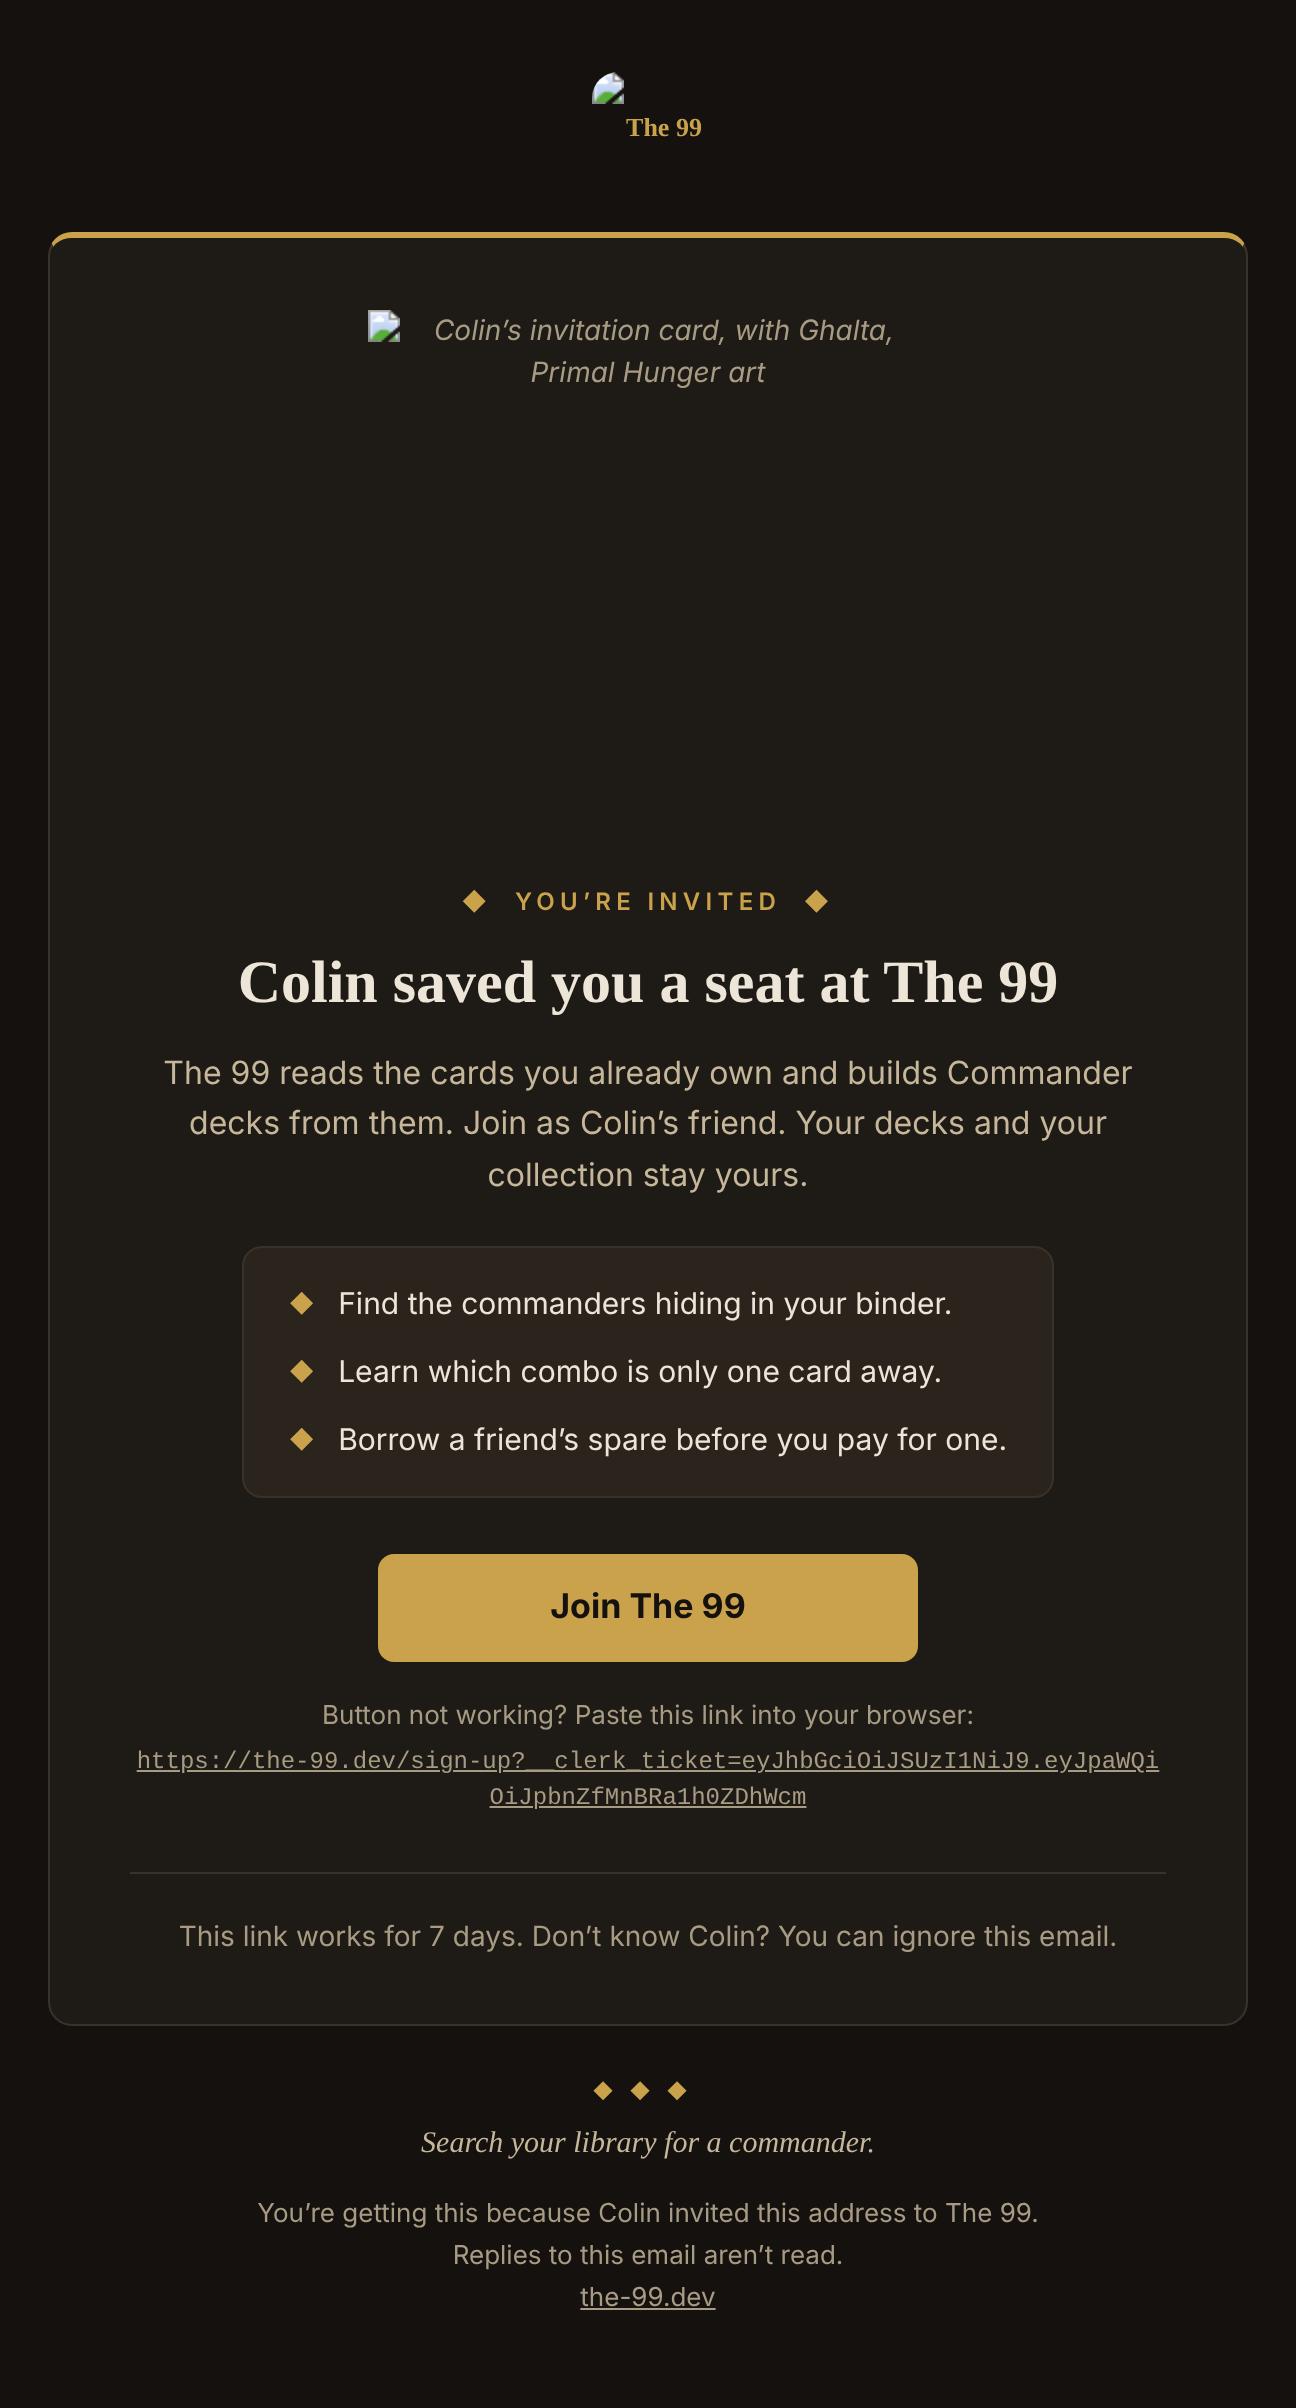 The 99
Colin’s invitation card, with Ghalta,
Primal Hunger art
◆ YOU’RE INVITED ◆
Colin saved you a seat at The 99
The 99 reads the cards you already own and builds Commander
decks from them. Join as Colin’s friend. Your decks and your
collection stay yours.
◆ Find the commanders hiding in your binder.
◆ Learn which combo is only one card away.
◆ Borrow a friend’s spare before you pay for one.
Join The 99
Button not working? Paste this link into your browser:
https://the-99.dev/sign-up?__clerk_ticket=eyJhbGciOiJSUzI1NiJ9.eyJpaWQi
OiJpbnZfMnBRa1h0ZDhWcm
This link works for 7 days. Don’t know Colin? You can ignore this email.
◆ ◆ ◆
Search your library for a commander.
You’re getting this because Colin invited this address to The 99.
Replies to this email aren’t read.
the-99.dev